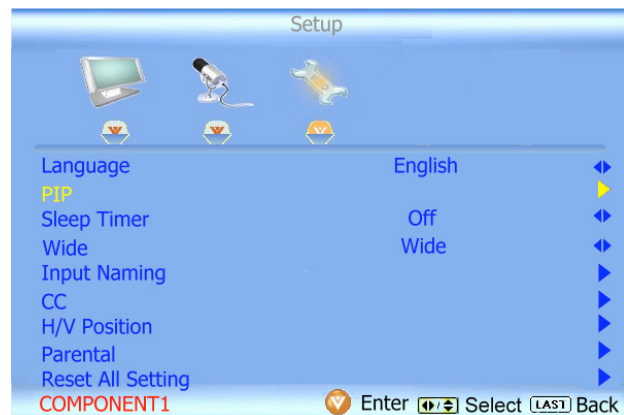 Setup
Language English
PIP
Sleep Timer Off
Wide Wide
Input Naming
CC
H/V Position
Parental
Reset All Setting
COMPONENT1 V Enter Select LAST Back